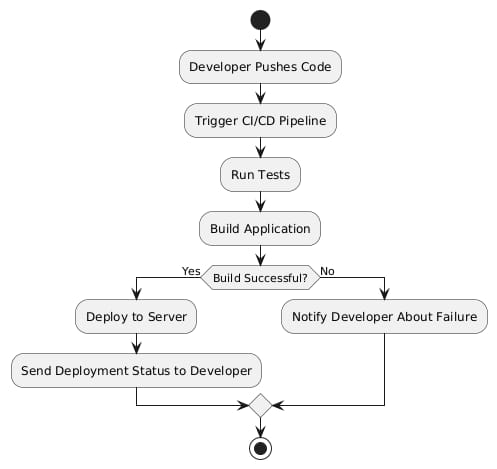 Developer Pushes Code
Trigger CI/CD Pipeline
Run Tests
Build Application
Yes
Build Successful?
No
Deploy to Server
Notify Developer About Failure
Send Deployment Status to Developer